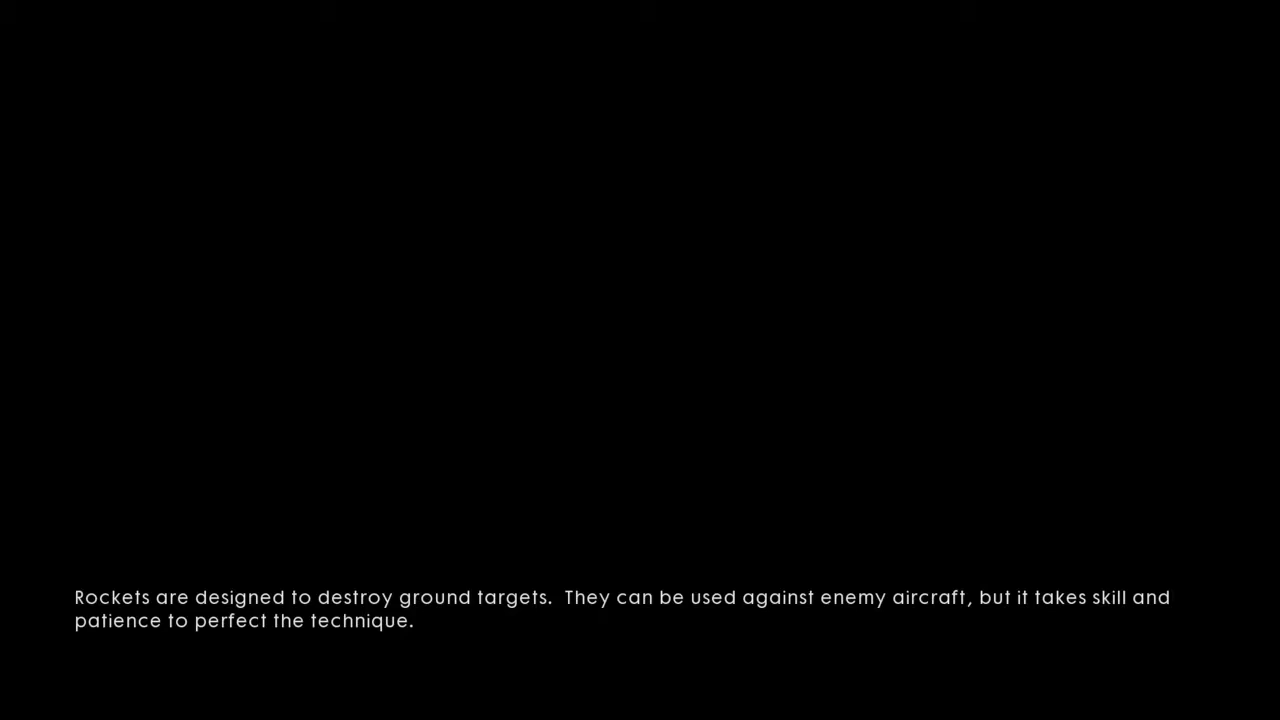 Rockets are designed to destroy ground targets.  They can be used against enemy aircraft, but it takes skill and
patience to perfect the technique.